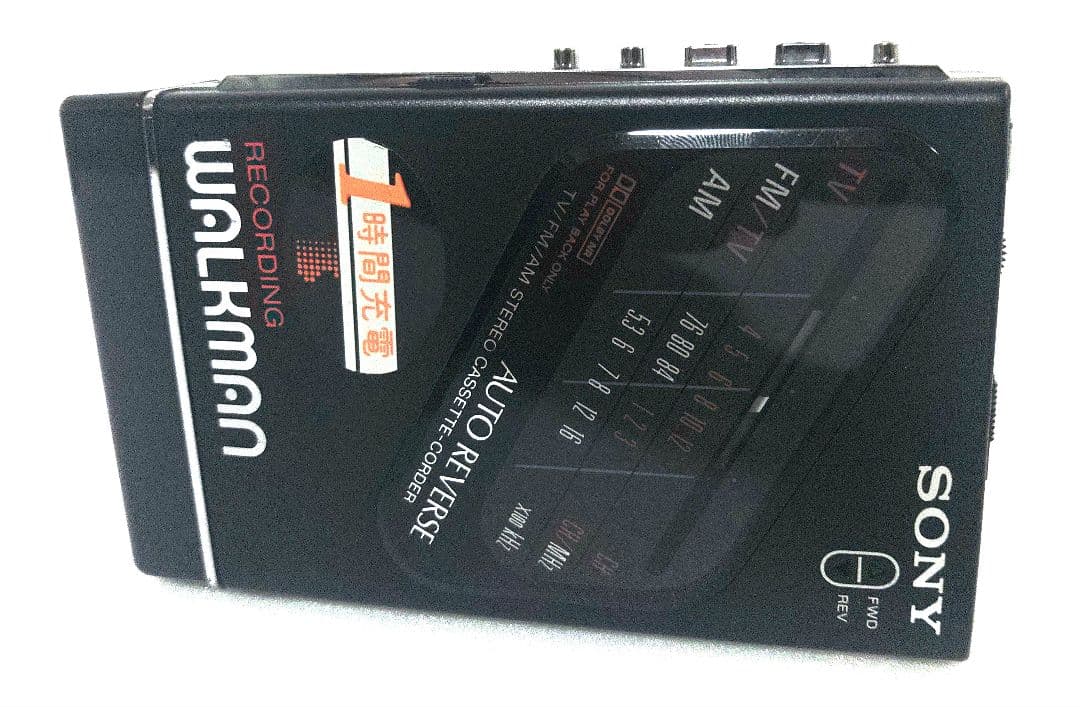 SONY
FWD
REV
TV
FM/TV
AM
4 5 6 8 10 12
76 80 84 1 2 3
53 6 7 8 12 16
CH
CH/MHz
X100 kHz
DOLBY NR
FOR PLAY BACK ONLY
TV/FM/AM STEREO CASSETTE-CORDER
AUTO REVERSE
1時間充電
RECORDING
WALKMAN